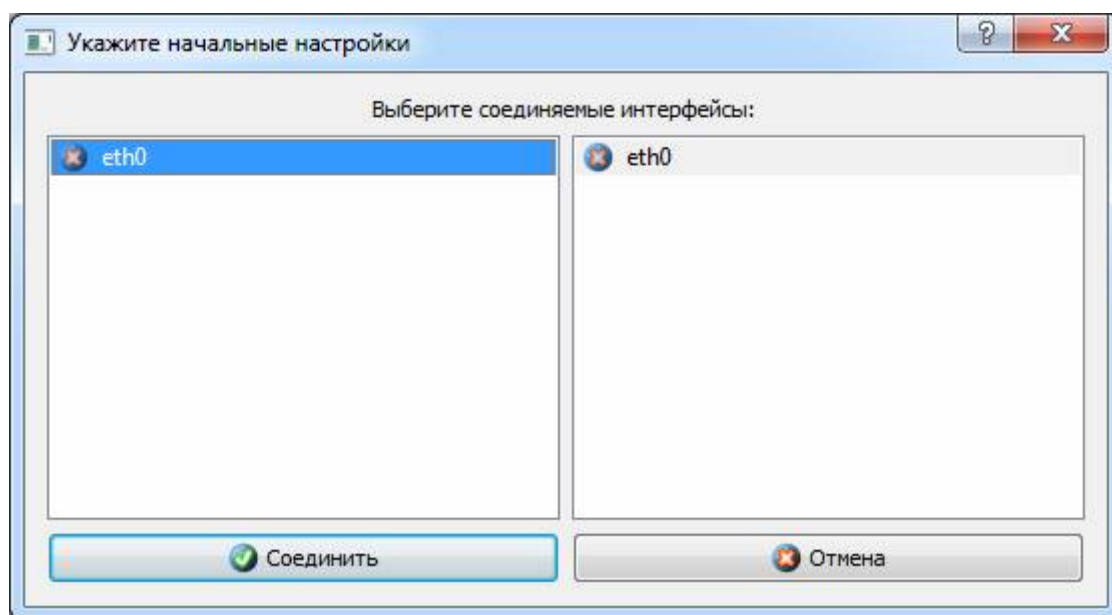 Укажите начальные настройки
Выберите соединяемые интерфейсы:
eth0
eth0
Соединить
Отмена